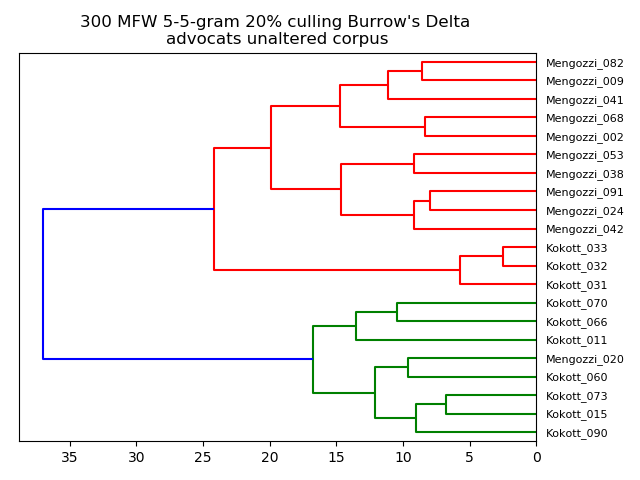 300 MFW 5-5-gram 20% culling Burrow's Delta
advocats unaltered corpus
Mengozzi_082
Mengozzi_009
Mengozzi_041
Mengozzi_068
Mengozzi_002
Mengozzi_053
Mengozzi_038
Mengozzi_091
Mengozzi_024
Mengozzi_042
Kokott_033
Kokott_032
Kokott_031
Kokott_070
Kokott_066
Kokott_011
Mengozzi_020
Kokott_060
Kokott_073
Kokott_015
Kokott_090
35 30 25 20 15 10 5 0